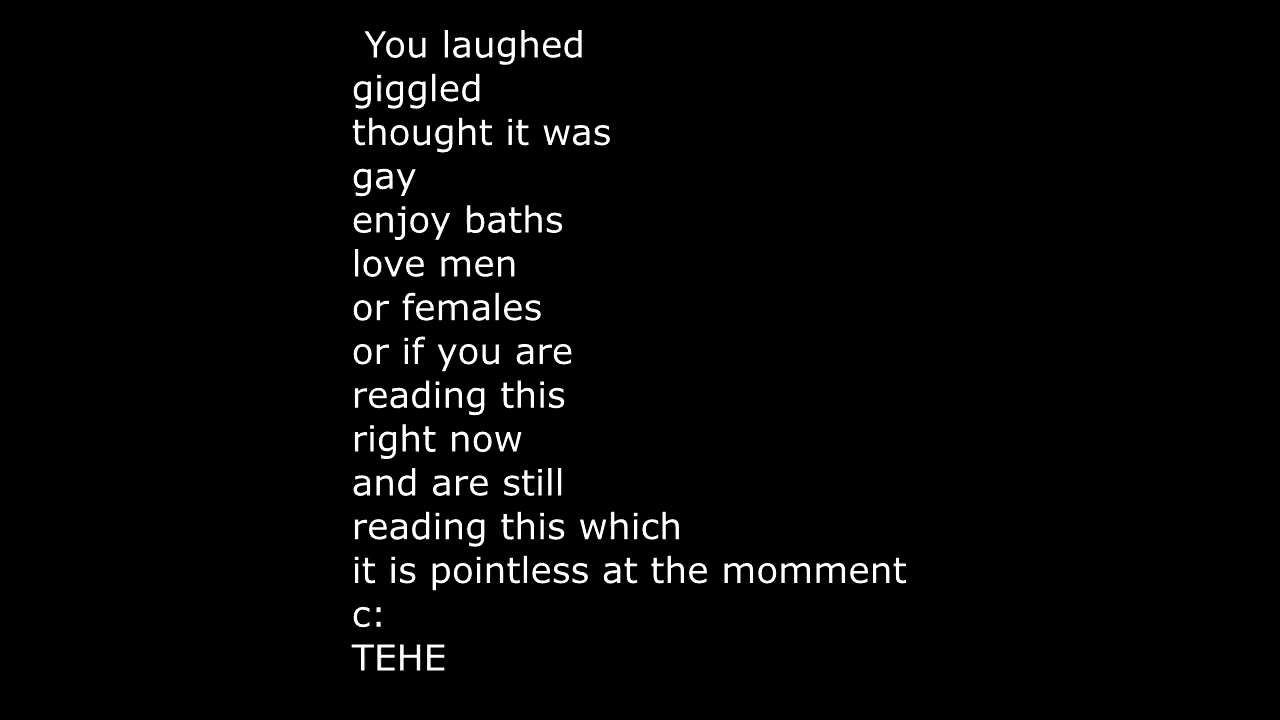 You laughed
giggled
thought it was
gay
enjoy baths
love men
or females
or if you are
reading this
right now
and are still
reading this which
it is pointless at the momment
c:
TEHE